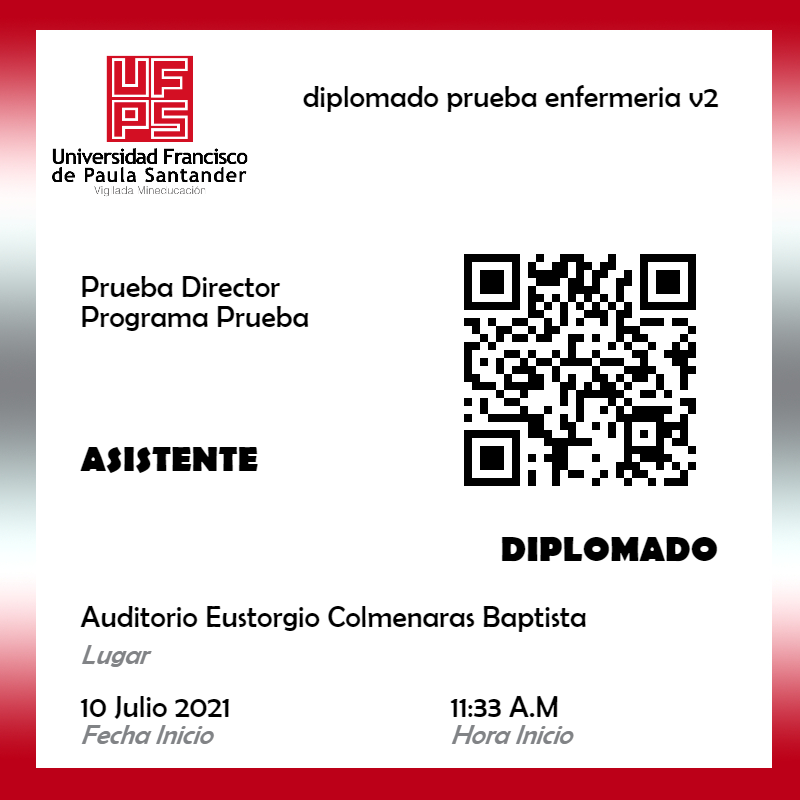 UFPS
Universidad Francisco
de Paula Santander
Vigilada Mineducación
diplomado prueba enfermeria v2
Prueba Director
Programa Prueba
ASISTENTE
DIPLOMADO
Auditorio Eustorgio Colmenaras Baptista
Lugar
10 Julio 2021
Fecha Inicio
11:33 A.M
Hora Inicio